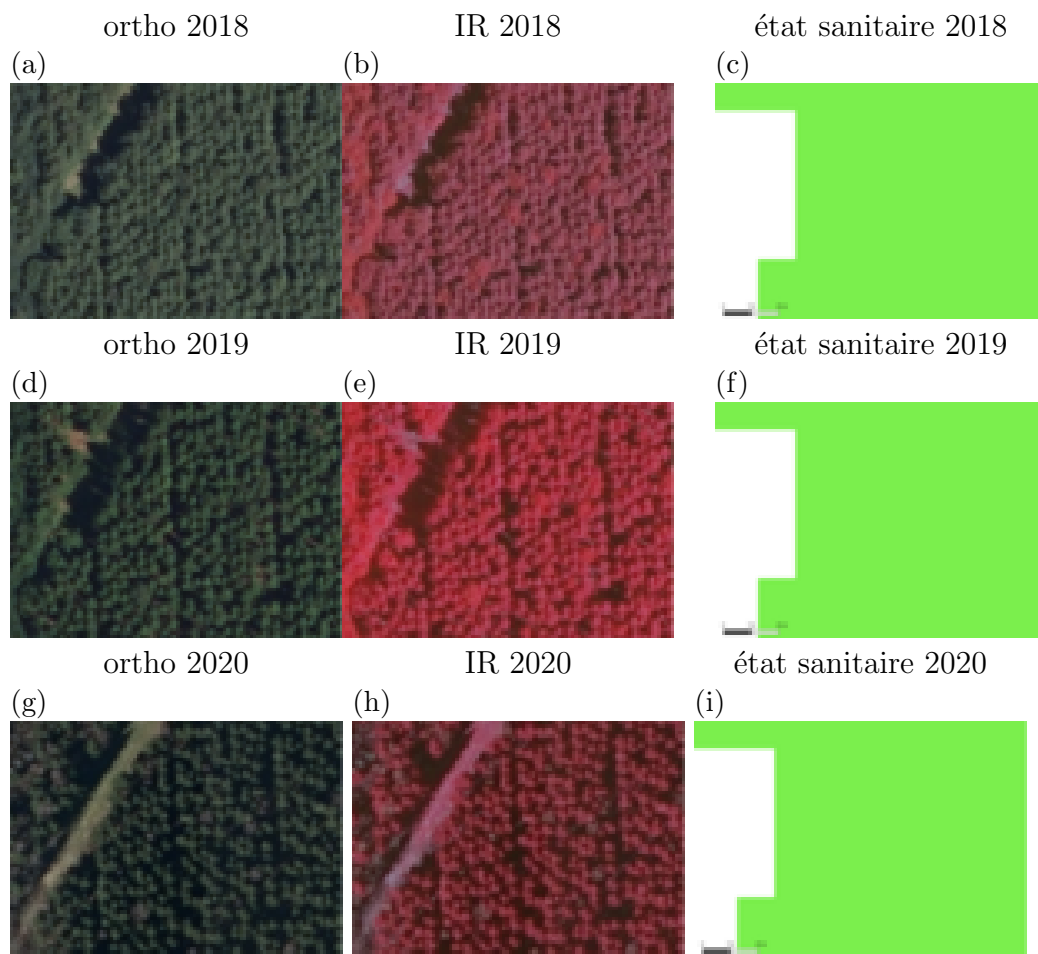 ortho 2018 IR 2018 état sanitaire 2018
(a) (b) (c)
ortho 2019 IR 2019 état sanitaire 2019
(d) (e) (f)
ortho 2020 IR 2020 état sanitaire 2020
(g) (h) (i)